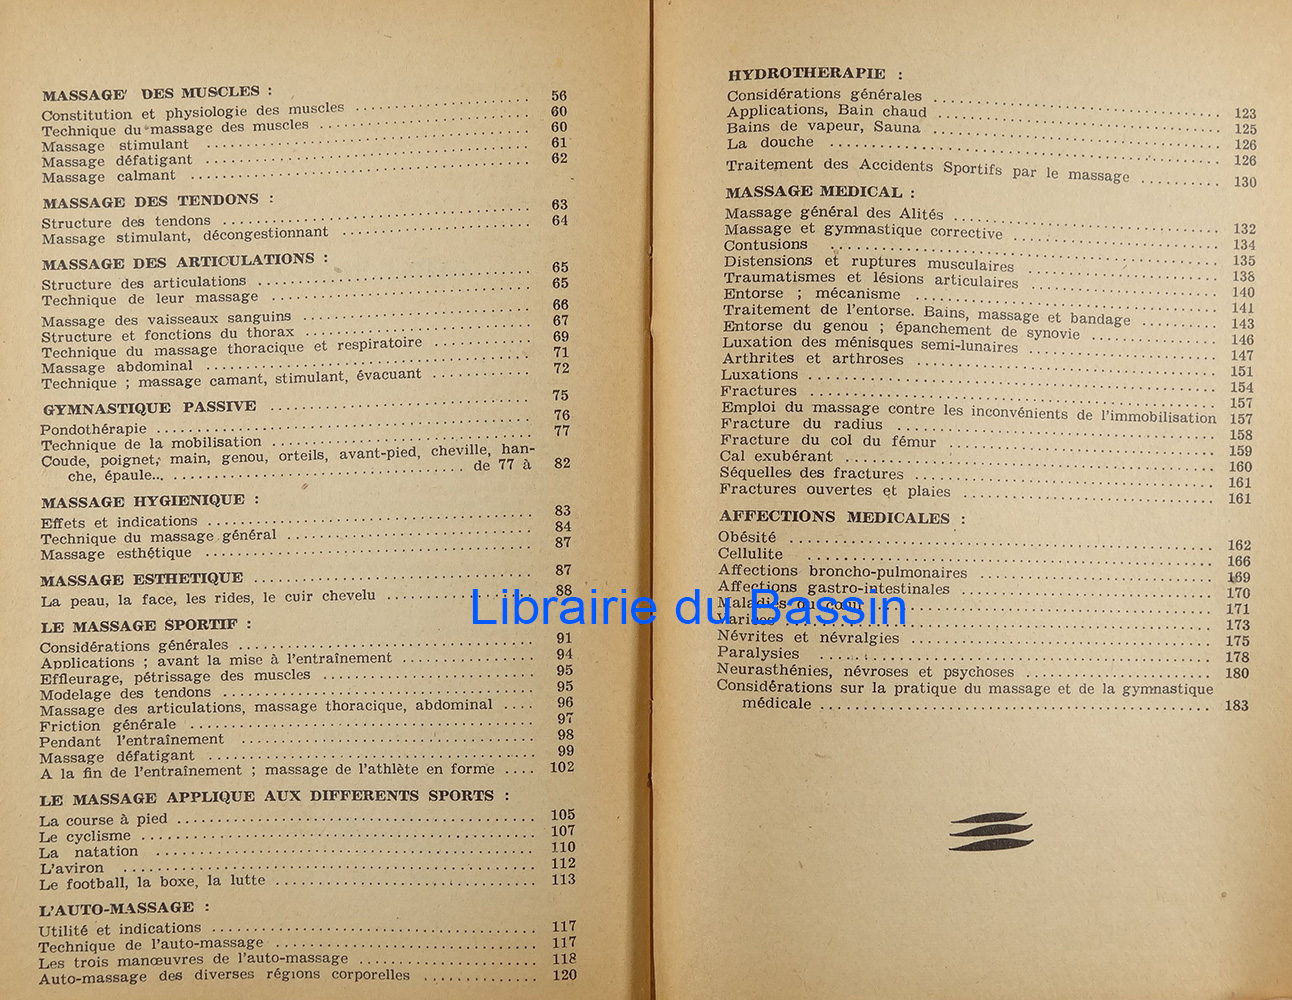 MASSAGE DES MUSCLES :
Constitution et physiologie des muscles .......... 56
Technique du massage des muscles .......... 60
Massage stimulant .......... 60
Massage défatigant .......... 61
Massage calmant .......... 62
MASSAGE DES TENDONS :
Structure des tendons .......... 63
Massage stimulant, décongestionnant .......... 64
MASSAGE DES ARTICULATIONS :
Structure des articulations .......... 65
Technique de leur massage .......... 65
Massage des vaisseaux sanguins .......... 66
Structure et fonctions du thorax .......... 67
Technique du massage thoracique et respiratoire .......... 69
Massage abdominal .......... 71
Technique ; massage camant, stimulant, évacuant .......... 72
GYMNASTIQUE PASSIVE .......... 75
Pondothérapie .......... 76
Technique de la mobilisation .......... 77
Coude, poignet, main, genou, orteils, avant-pied, cheville, han-
che, épaule... .......... de 77 à 82
MASSAGE HYGIENIQUE :
Effets et indications .......... 83
Technique du massage général .......... 84
Massage esthétique .......... 87
MASSAGE ESTHETIQUE .......... 87
La peau, la face, les rides, le cuir chevelu .......... 88
LE MASSAGE SPORTIF :
Considérations générales .......... 91
Applications ; avant la mise à l'entraînement .......... 94
Effleurage, pétrissage des muscles .......... 95
Modelage des tendons .......... 95
Massage des articulations, massage thoracique, abdominal .... 96
Friction générale .......... 97
Pendant l'entraînement .......... 98
Massage défatigant .......... 99
A la fin de l'entraînement ; massage de l'athlète en forme .... 102
LE MASSAGE APPLIQUE AUX DIFFERENTS SPORTS :
La course à pied .......... 105
Le cyclisme .......... 107
La natation .......... 110
L'aviron .......... 112
Le football, la boxe, la lutte .......... 113
L'AUTO-MASSAGE :
Utilité et indications .......... 117
Technique de l'auto-massage .......... 117
Les trois manœuvres de l'auto-massage .......... 118
Auto-massage des diverses régions corporelles .......... 120
HYDROTHERAPIE :
Considérations générales .......... 123
Applications, Bain chaud .......... 125
Bains de vapeur, Sauna .......... 126
La douche .......... 126
Traitement des Accidents Sportifs par le massage .......... 130
MASSAGE MEDICAL :
Massage général des Alités .......... 132
Massage et gymnastique corrective .......... 134
Contusions .......... 135
Distensions et ruptures musculaires .......... 138
Traumatismes et lésions articulaires .......... 140
Entorse ; mécanisme .......... 141
Traitement de l'entorse. Bains, massage et bandage .......... 143
Entorse du genou ; épanchement de synovie .......... 146
Luxation des ménisques semi-lunaires .......... 147
Arthrites et arthroses .......... 151
Luxations .......... 154
Fractures .......... 157
Emploi du massage contre les inconvénients de l'immobilisation 157
Fracture du radius .......... 158
Fracture du col du fémur .......... 159
Cal exubérant .......... 160
Séquelles des fractures .......... 161
Fractures ouvertes et plaies .......... 161
AFFECTIONS MEDICALES :
Obésité .......... 162
Cellulite .......... 166
Affections broncho-pulmonaires .......... 169
Affections gastro-intestinales .......... 170
Maladies du cœur .......... 171
Varices .......... 173
Névrites et névralgies .......... 175
Paralysies .......... 178
Neurasthénies, névroses et psychoses .......... 180
Considérations sur la pratique du massage et de la gymnastique
médicale .......... 183
Librairie du Bassin